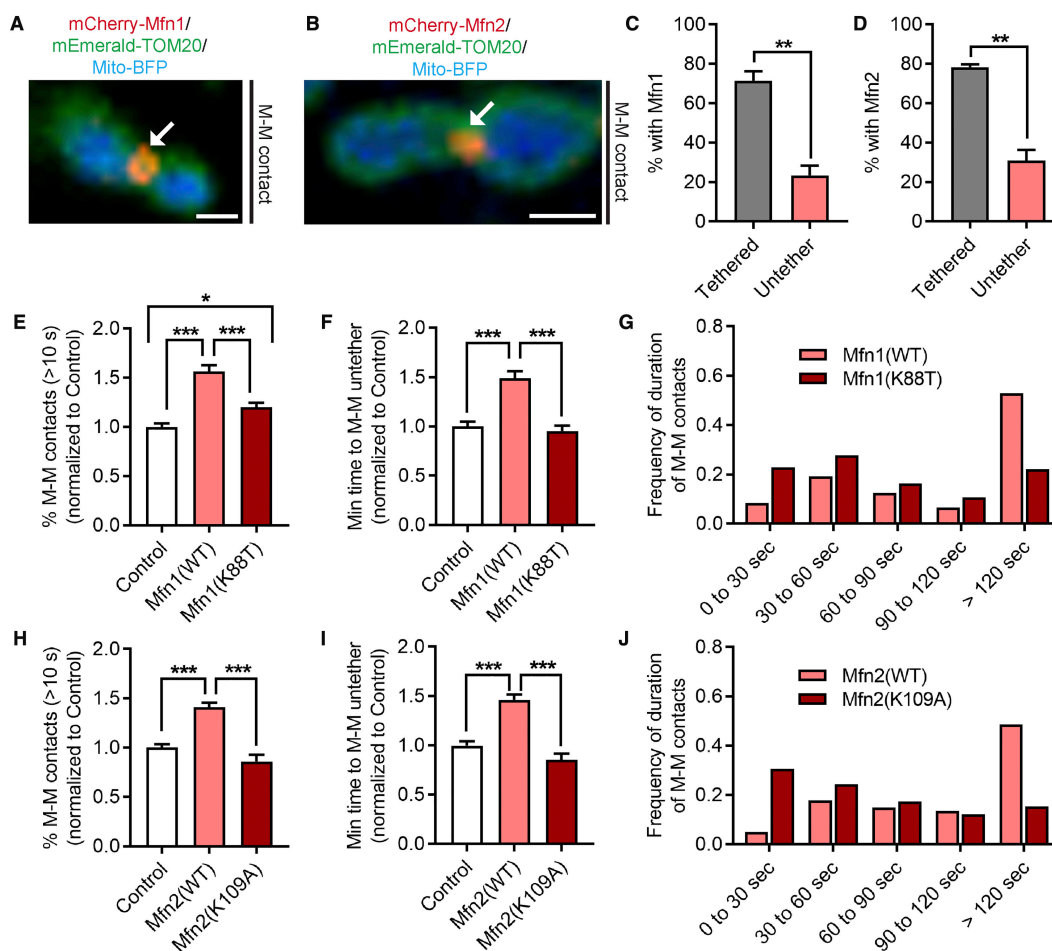 A
mCherry-Mfn1/
mEmerald-TOM20/
Mito-BFP
M-M contact
B
mCherry-Mfn2/
mEmerald-TOM20/
Mito-BFP
M-M contact
C
% with Mfn1
100
80
60
40
20
0
**
Tethered
Untether
D
% with Mfn2
100
80
60
40
20
0
**
Tethered
Untether
E
% M-M contacts (>10 s)
(normalized to Control)
2.0
1.5
1.0
0.5
0.0
*
***
***
Control
Mfn1(WT)
Mfn1(K88T)
F
Min time to M-M untether
(normalized to Control)
2.0
1.5
1.0
0.5
0.0
***
***
Control
Mfn1(WT)
Mfn1(K88T)
G
Frequency of duration
of M-M contacts
0.8
0.6
0.4
0.2
0.0
Mfn1(WT)
Mfn1(K88T)
0 to 30 sec
30 to 60 sec
60 to 90 sec
90 to 120 sec
> 120 sec
H
% M-M contacts (>10 s)
(normalized to Control)
2.0
1.5
1.0
0.5
0.0
***
***
Control
Mfn2(WT)
Mfn2(K109A)
I
Min time to M-M untether
(normalized to Control)
2.0
1.5
1.0
0.5
0.0
***
***
Control
Mfn2(WT)
Mfn2(K109A)
J
Frequency of duration
of M-M contacts
0.8
0.6
0.4
0.2
0.0
Mfn2(WT)
Mfn2(K109A)
0 to 30 sec
30 to 60 sec
60 to 90 sec
90 to 120 sec
> 120 sec